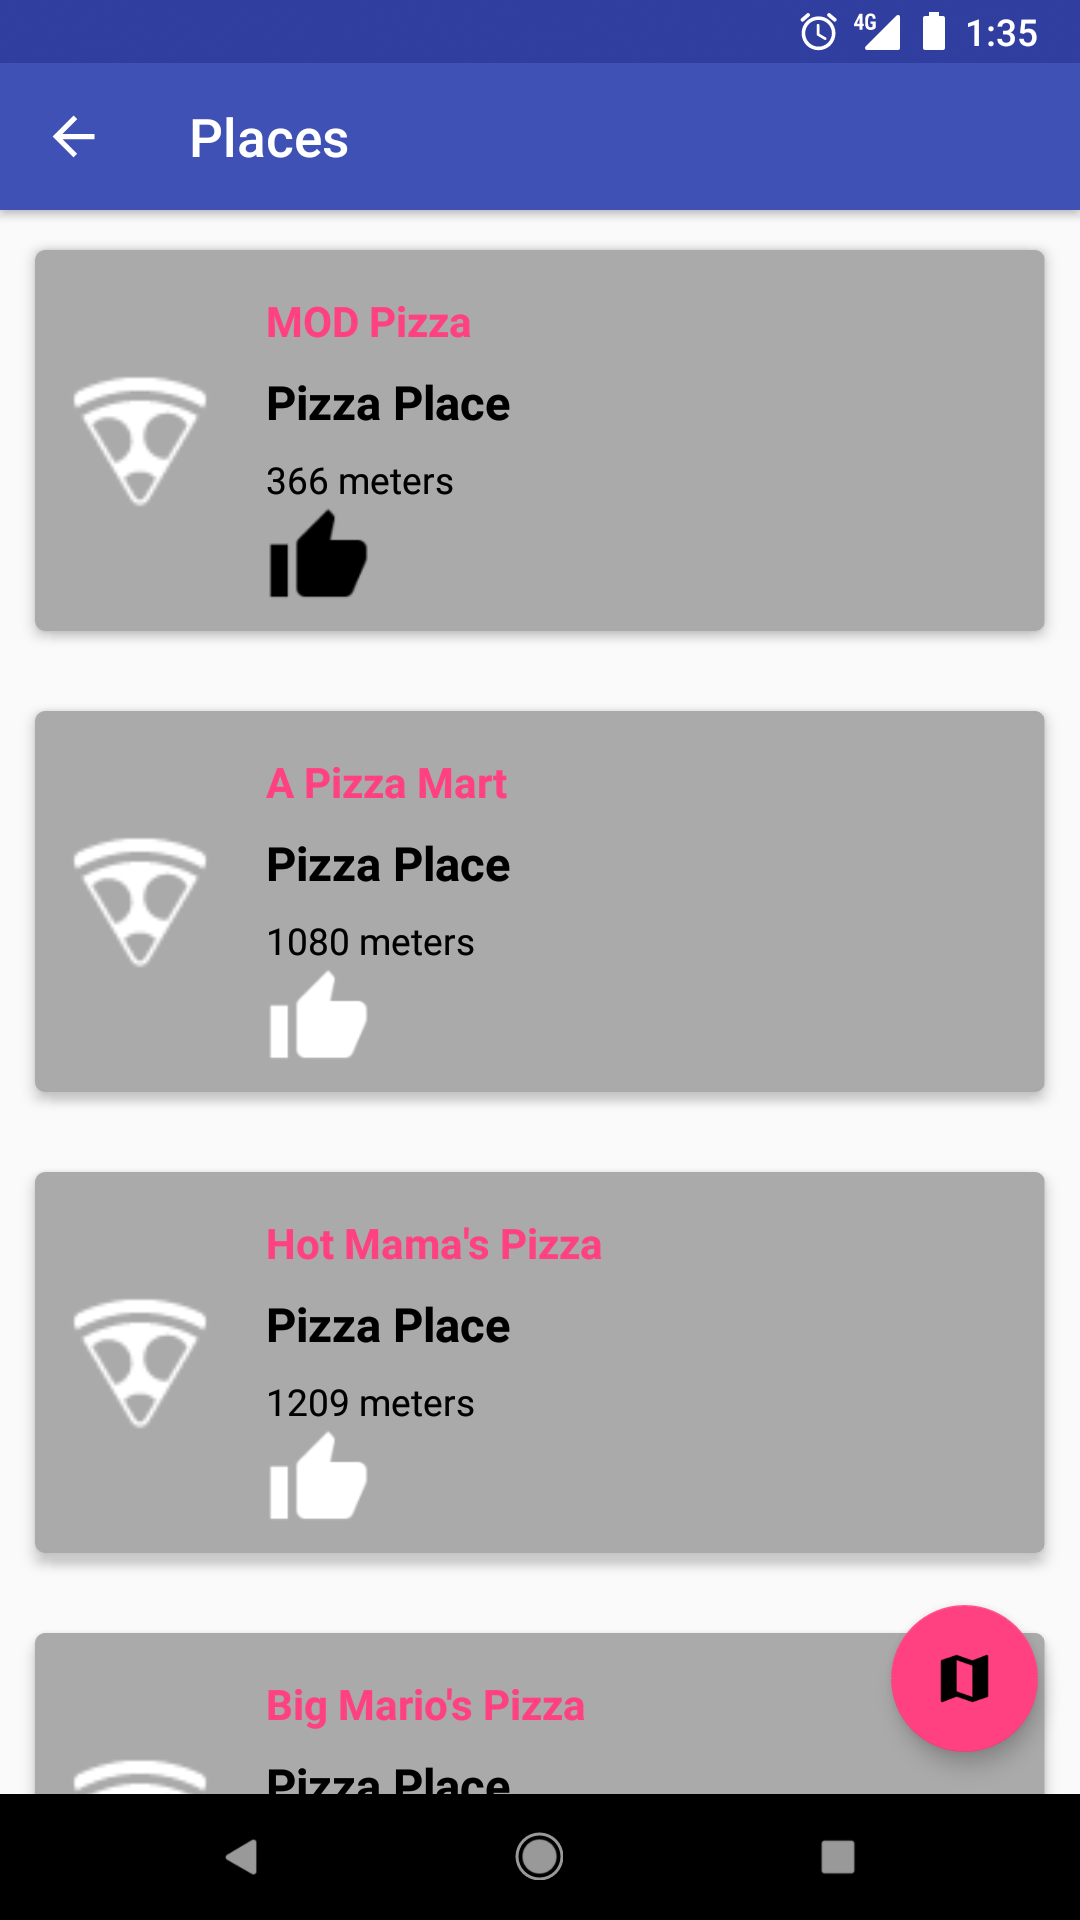 4G 1:35
Places
MOD Pizza
Pizza Place
366 meters
A Pizza Mart
Pizza Place
1080 meters
Hot Mama's Pizza
Pizza Place
1209 meters
Big Mario's Pizza
Pizza Place